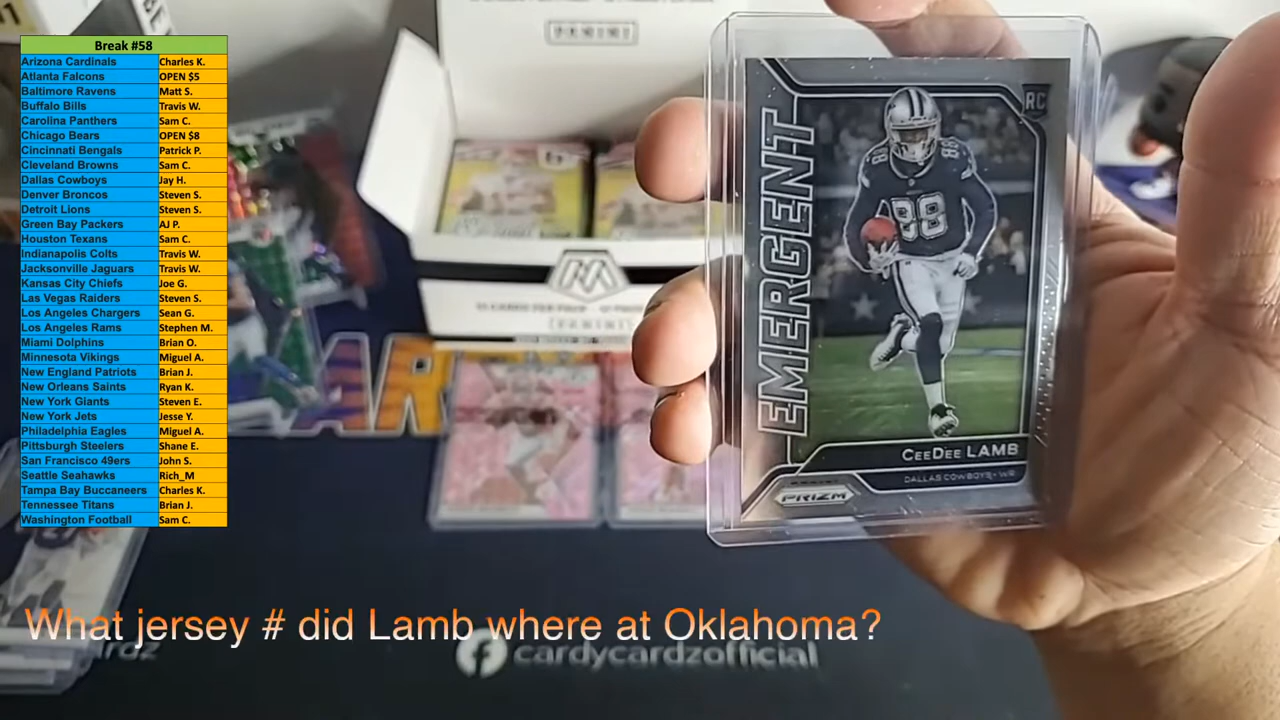 Break #58
Arizona Cardinals Charles K.
Atlanta Falcons OPEN $5
Baltimore Ravens Matt S.
Buffalo Bills Travis W.
Carolina Panthers Sam C.
Chicago Bears OPEN $8
Cincinnati Bengals Patrick P.
Cleveland Browns Sam C.
Dallas Cowboys Jay H.
Denver Broncos Steven S.
Detroit Lions Steven S.
Green Bay Packers AJ P.
Houston Texans Sam C.
Indianapolis Colts Travis W.
Jacksonville Jaguars Travis W.
Kansas City Chiefs Joe G.
Las Vegas Raiders Steven S.
Los Angeles Chargers Sean G.
Los Angeles Rams Stephen M.
Miami Dolphins Brian O.
Minnesota Vikings Miguel A.
New England Patriots Brian J.
New Orleans Saints Ryan K.
New York Giants Steven E.
New York Jets Jesse Y.
Philadelphia Eagles Miguel A.
Pittsburgh Steelers Shane E.
San Francisco 49ers John S.
Seattle Seahawks Rich_M
Tampa Bay Buccaneers Charles K.
Tennessee Titans Brian J.
Washington Football Sam C.
PANINI
CARDS PER PACK
PANINI
RC
EMERGENT
88
88
88
CEEDEE LAMB
DALLAS COWBOYS • WR
PRIZM
What jersey # did Lamb where at Oklahoma?
cardycardzofficial